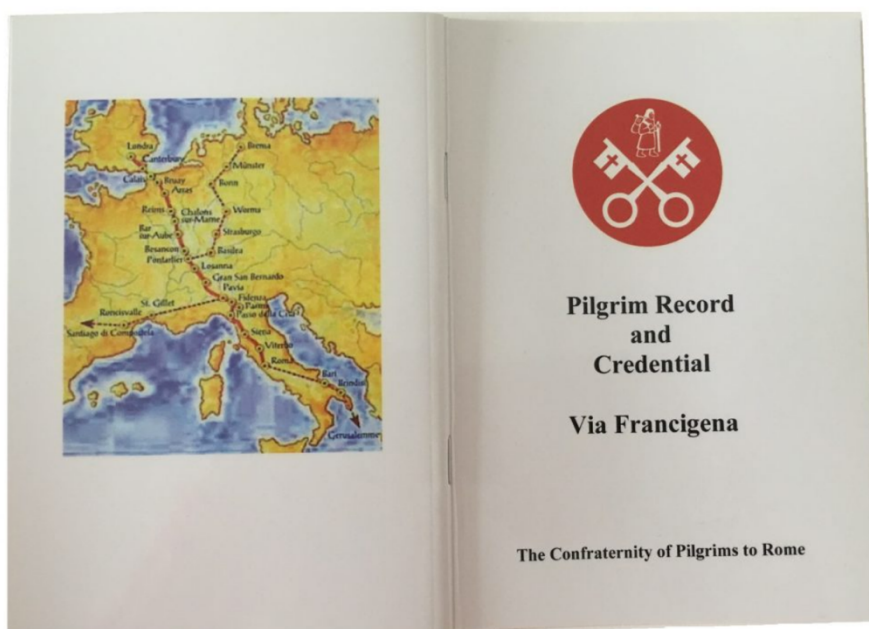 Londra
Canterbury
Calais
Bruay
Arras
Reims
Chalons
sur-Marne
Bar
sur-Aube
Besancon
Pontarlier
Losanna
Gran San Bernardo
Pavia
Fidenza
Parma
Passo della Cisa
Siena
Viterbo
Roma
Bari
Brindisi
Gerusalemme
Brema
Münster
Bonn
Worms
Strasburgo
Basilea
St. Gillet
Roncisvalle
Santiago di Compostela
Pilgrim Record
and
Credential
Via Francigena
The Confraternity of Pilgrims to Rome